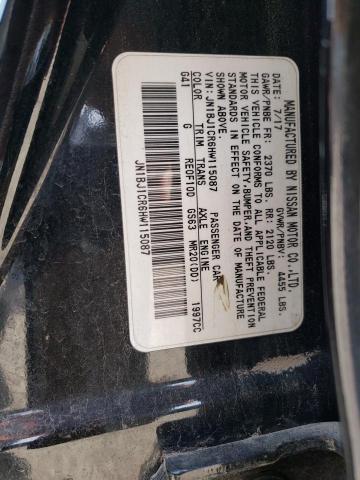 MANUFACTURED BY NISSAN MOTOR CO.,LTD.
DATE: 7/17 GVWR/PNBV: 4455 LBS.
GAWR/PNBE FR: 2370 LBS. RR: 2120 LBS.
THIS VEHICLE CONFORMS TO ALL APPLICABLE FEDERAL
MOTOR VEHICLE SAFETY,BUMPER,AND THEFT PREVENTION
STANDARDS IN EFFECT ON THE DATE OF MANUFACTURE
SHOWN ABOVE.
VIN: JN1BJ1CR6HW115087 PASSENGER CAR
COLOR TRIM TRANS AXLE ENGINE
G41 G RE0F10D GS63 MR20(DD) 1997CC
JN1BJ1CR6HW115087